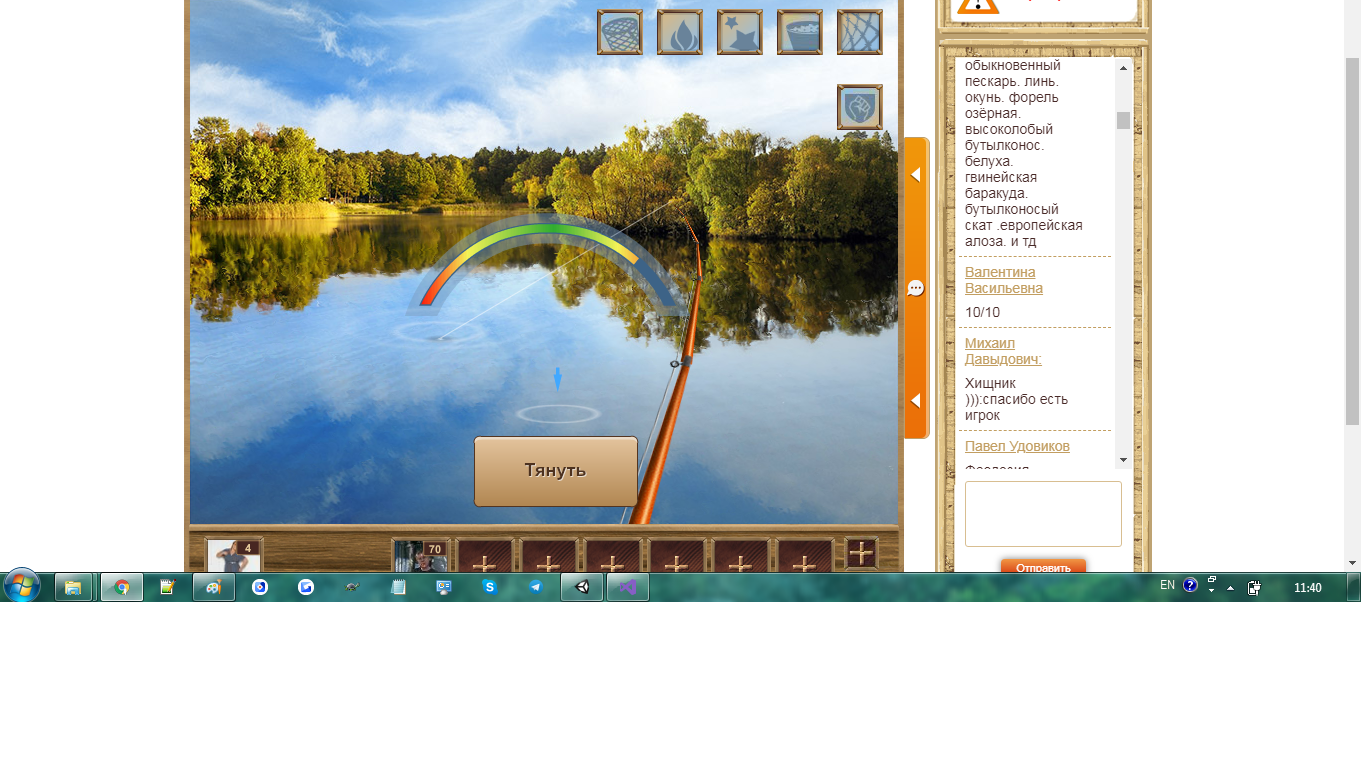 обыкновенный
пескарь. линь.
окунь. форель
озёрная.
высоколобый
бутылконос.
белуха.
гвинейская
баракуда.
бутылконосый
скат .европейская
алоза. и тд
Валентина
Васильевна
10/10
Михаил
Давыдович:
Хищник
))):спасибо есть
игрок
Павел Удовиков
Тянуть
4
70
Отправить
EN
11:40